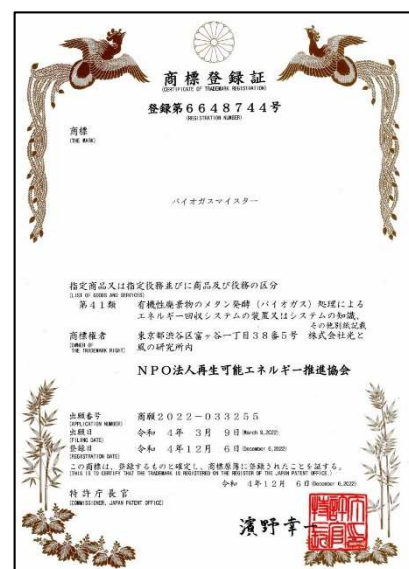 商標登録証
(CERTIFICATE OF TRADEMARK REGISTRATION)
登録第6648744号
(REGISTRATION NUMBER)
商標
(THE MARK)
バイオガスマイスター
指定商品又は指定役務並びに商品及び役務の区分
(LIST OF GOODS AND SERVICES)
第41類 有機性廃棄物のメタン発酵(バイオガス)処理による
エネルギー回収システムの装置又はシステムの知識、
その他別紙記載
商標権者 東京都渋谷区富ヶ谷一丁目38番5号 株式会社光と
(OWNER OF THE TRADEMARK RIGHT) 風の研究所内
NPO法人再生可能エネルギー推進協会
出願番号 商願2022-033255
(APPLICATION NUMBER)
出願日 令和 4年 3月 9日(March 9,2022)
(FILING DATE)
登録日 令和 4年12月 6日(December 6,2022)
(REGISTRATION DATE)
この商標は、登録するものと確定し、商標原簿に登録されたことを証する。
(THIS IS TO CERTIFY THAT THE TRADEMARK IS REGISTERED ON THE REGISTER OF THE JAPAN PATENT OFFICE.)
令和 4年12月 6日(December 6,2022)
特許庁長官
(COMMISSIONER, JAPAN PATENT OFFICE)
濱野幸一